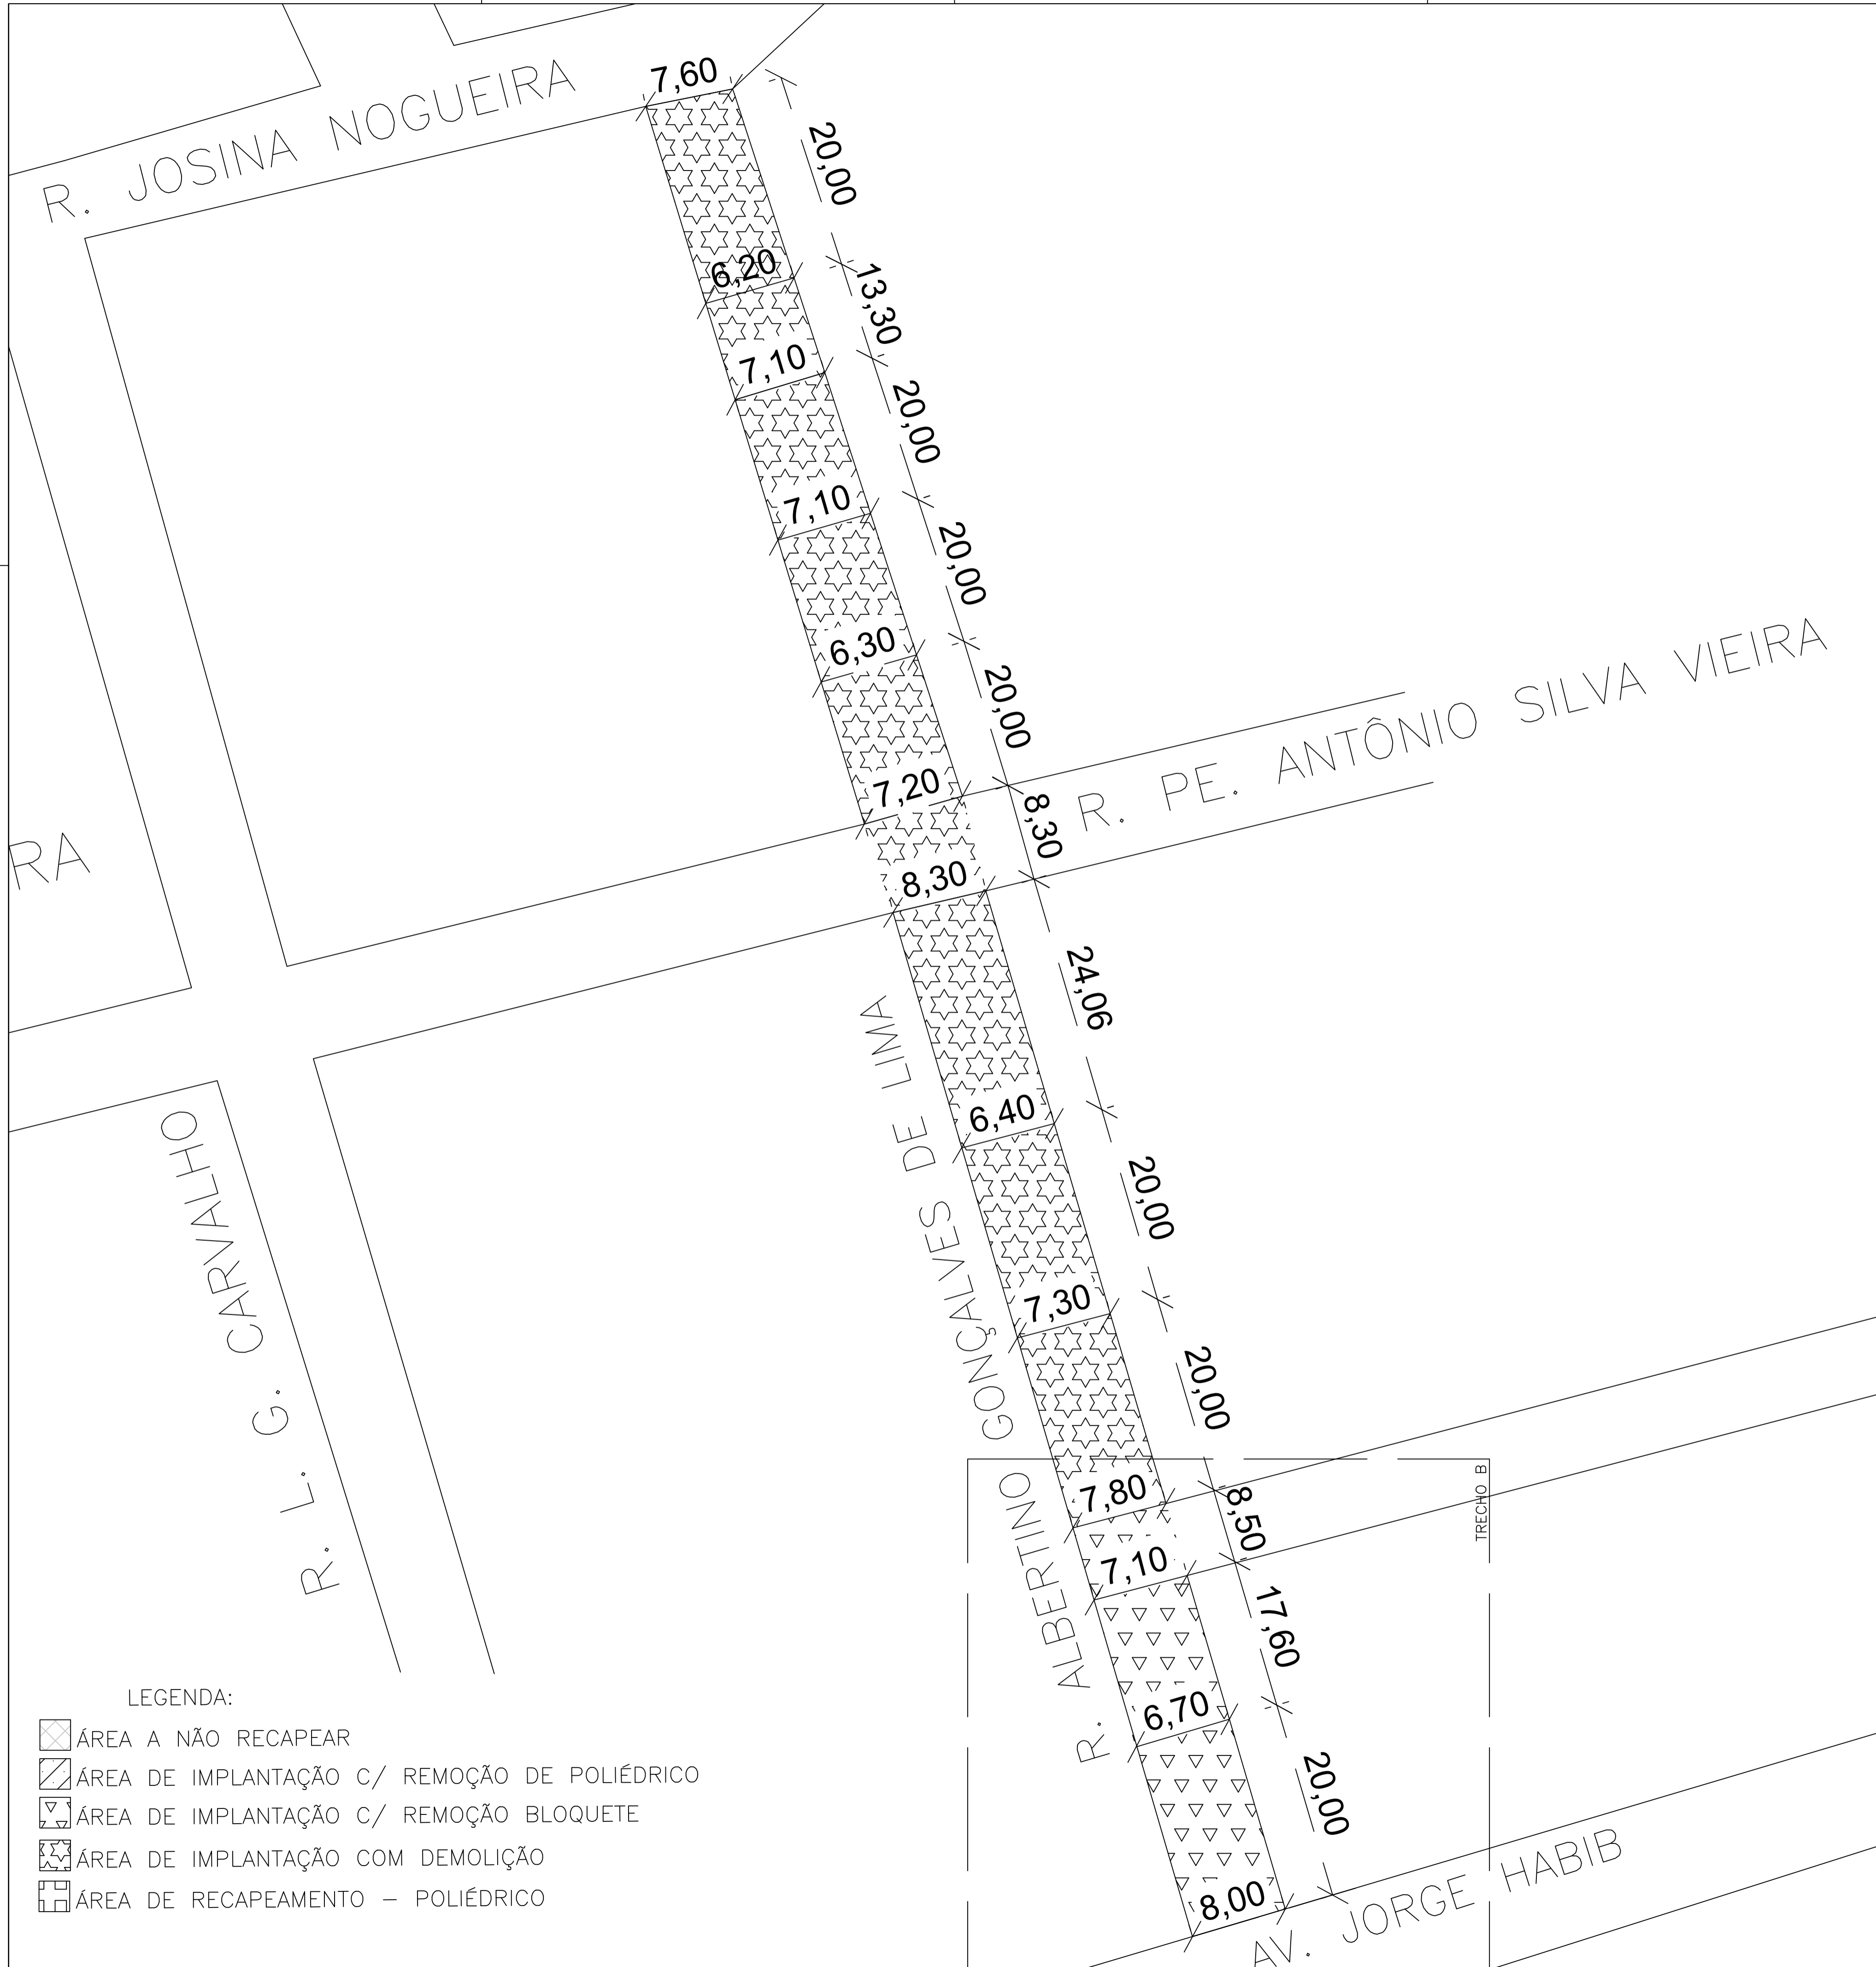 7,60
R. JOSINA NOGUEIRA
20,00
6,20
13,30
7,10
20,00
7,10
20,00
6,30
20,00
R. PE. ANTÔNIO SILVA VIEIRA
7,20
8,30
RA
8,30
24,06
R. ALBERTINO GONÇALVES DE LIMA
6,40
R. L. G. CARVALHO
20,00
7,30
20,00
TRECHO B
7,80
8,50
7,10
17,60
6,70
20,00
8,00
AV. JORGE HABIB
LEGENDA:
ÁREA A NÃO RECAPEAR
ÁREA DE IMPLANTAÇÃO C/ REMOÇÃO DE POLIÉDRICO
ÁREA DE IMPLANTAÇÃO C/ REMOÇÃO BLOQUETE
ÁREA DE IMPLANTAÇÃO COM DEMOLIÇÃO
ÁREA DE RECAPEAMENTO – POLIÉDRICO